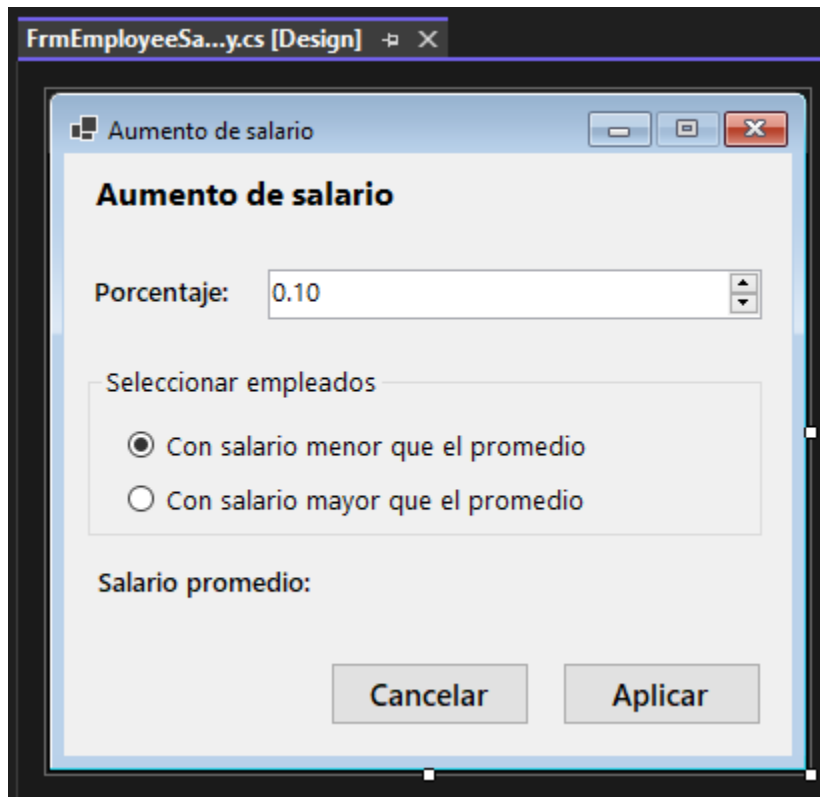 FrmEmployeeSa...y.cs [Design]
Aumento de salario
Aumento de salario
Porcentaje: 0.10
Seleccionar empleados
Con salario menor que el promedio
Con salario mayor que el promedio
Salario promedio:
Cancelar Aplicar